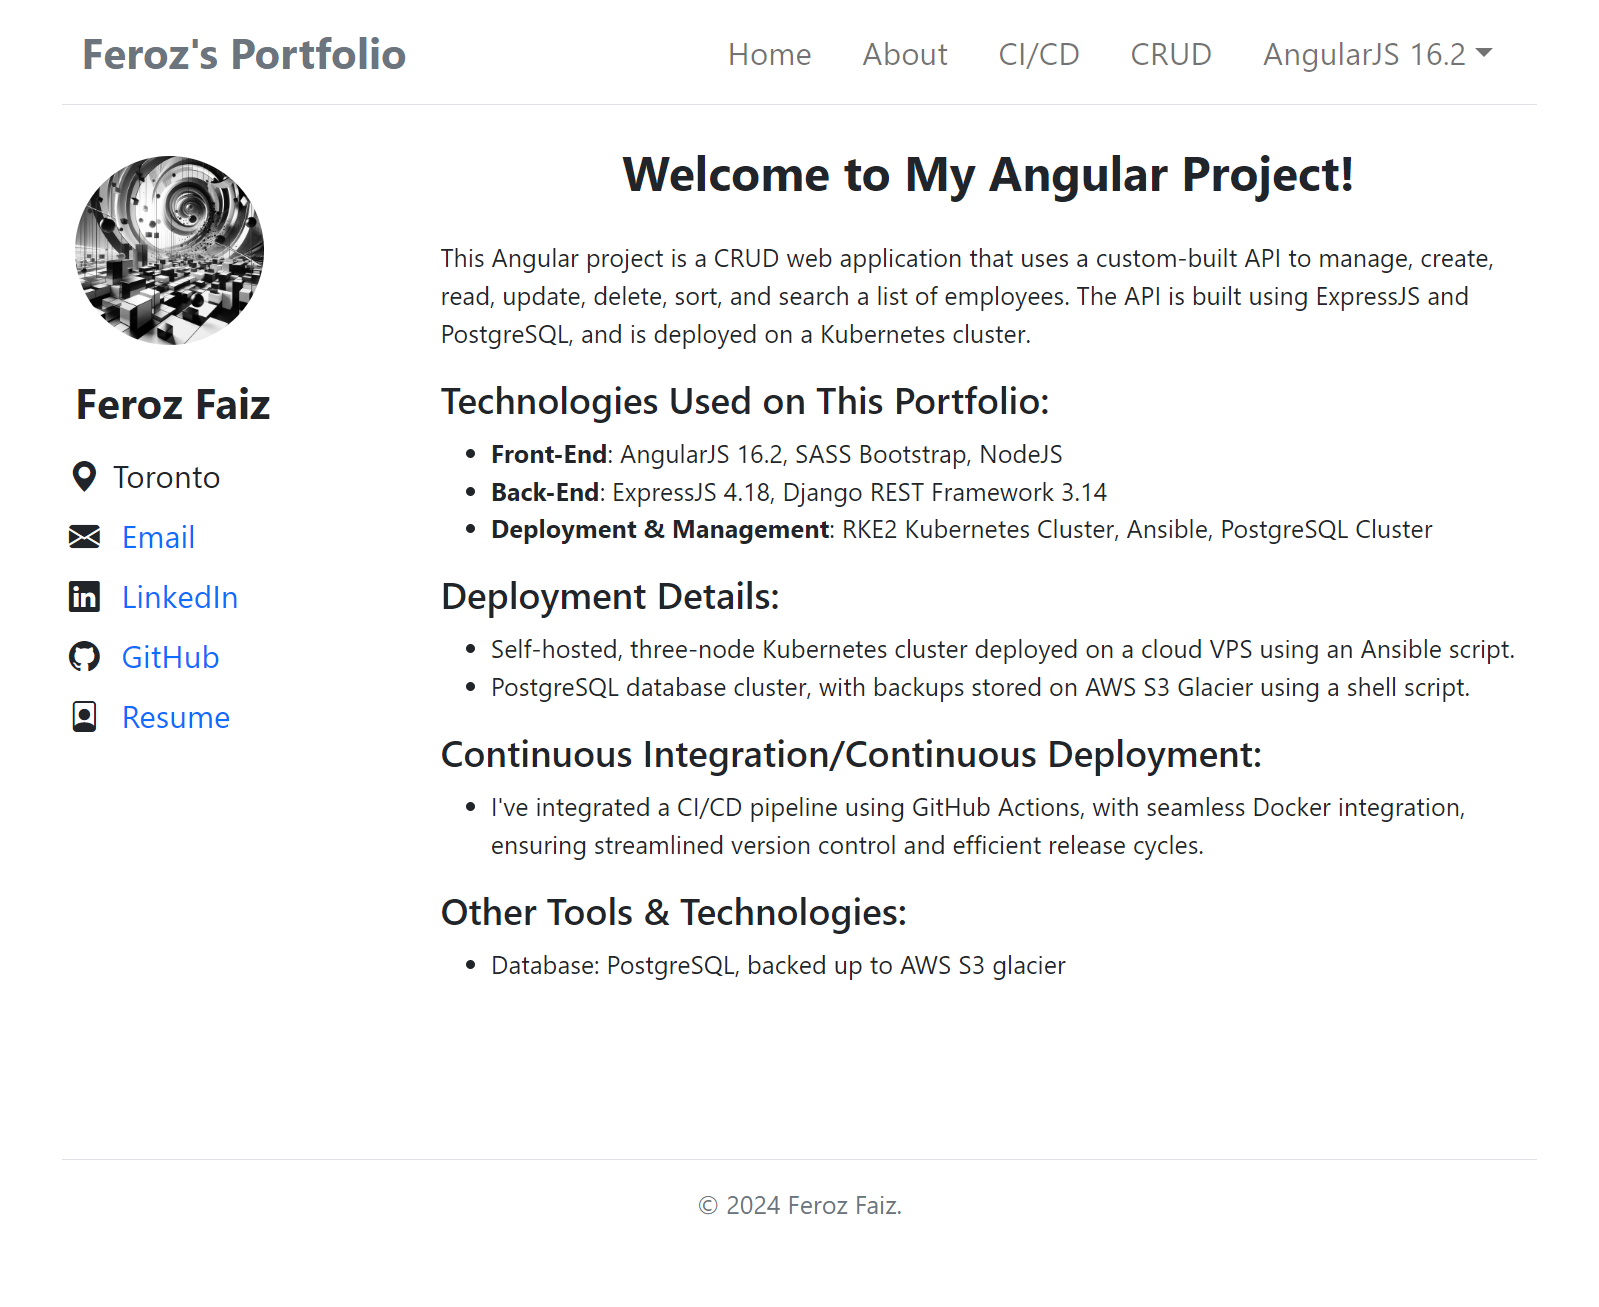 Feroz's Portfolio
Home About CI/CD CRUD AngularJS 16.2
Feroz Faiz
Toronto
Email
LinkedIn
GitHub
Resume
Welcome to My Angular Project!
This Angular project is a CRUD web application that uses a custom-built API to manage, create,
read, update, delete, sort, and search a list of employees. The API is built using ExpressJS and
PostgreSQL, and is deployed on a Kubernetes cluster.
Technologies Used on This Portfolio:
Front-End: AngularJS 16.2, SASS Bootstrap, NodeJS
Back-End: ExpressJS 4.18, Django REST Framework 3.14
Deployment & Management: RKE2 Kubernetes Cluster, Ansible, PostgreSQL Cluster
Deployment Details:
Self-hosted, three-node Kubernetes cluster deployed on a cloud VPS using an Ansible script.
PostgreSQL database cluster, with backups stored on AWS S3 Glacier using a shell script.
Continuous Integration/Continuous Deployment:
I've integrated a CI/CD pipeline using GitHub Actions, with seamless Docker integration,
ensuring streamlined version control and efficient release cycles.
Other Tools & Technologies:
Database: PostgreSQL, backed up to AWS S3 glacier
© 2024 Feroz Faiz.